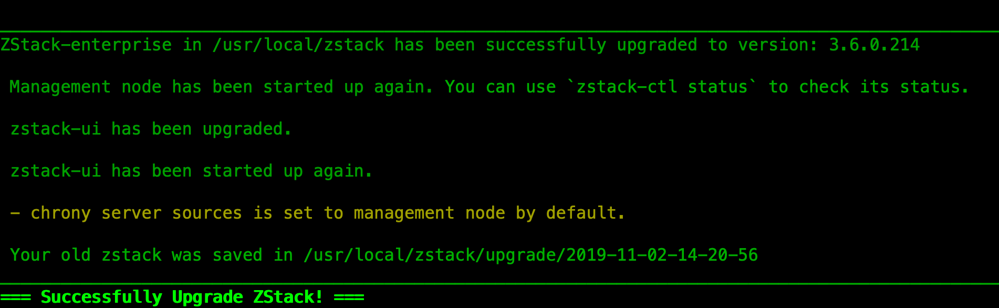 ZStack-enterprise in /usr/local/zstack has been successfully upgraded to version: 3.6.0.214
Management node has been started up again. You can use `zstack-ctl status` to check its status.
zstack-ui has been upgraded.
zstack-ui has been started up again.
- chrony server sources is set to management node by default.
Your old zstack was saved in /usr/local/zstack/upgrade/2019-11-02-14-20-56
=== Successfully Upgrade ZStack! ===